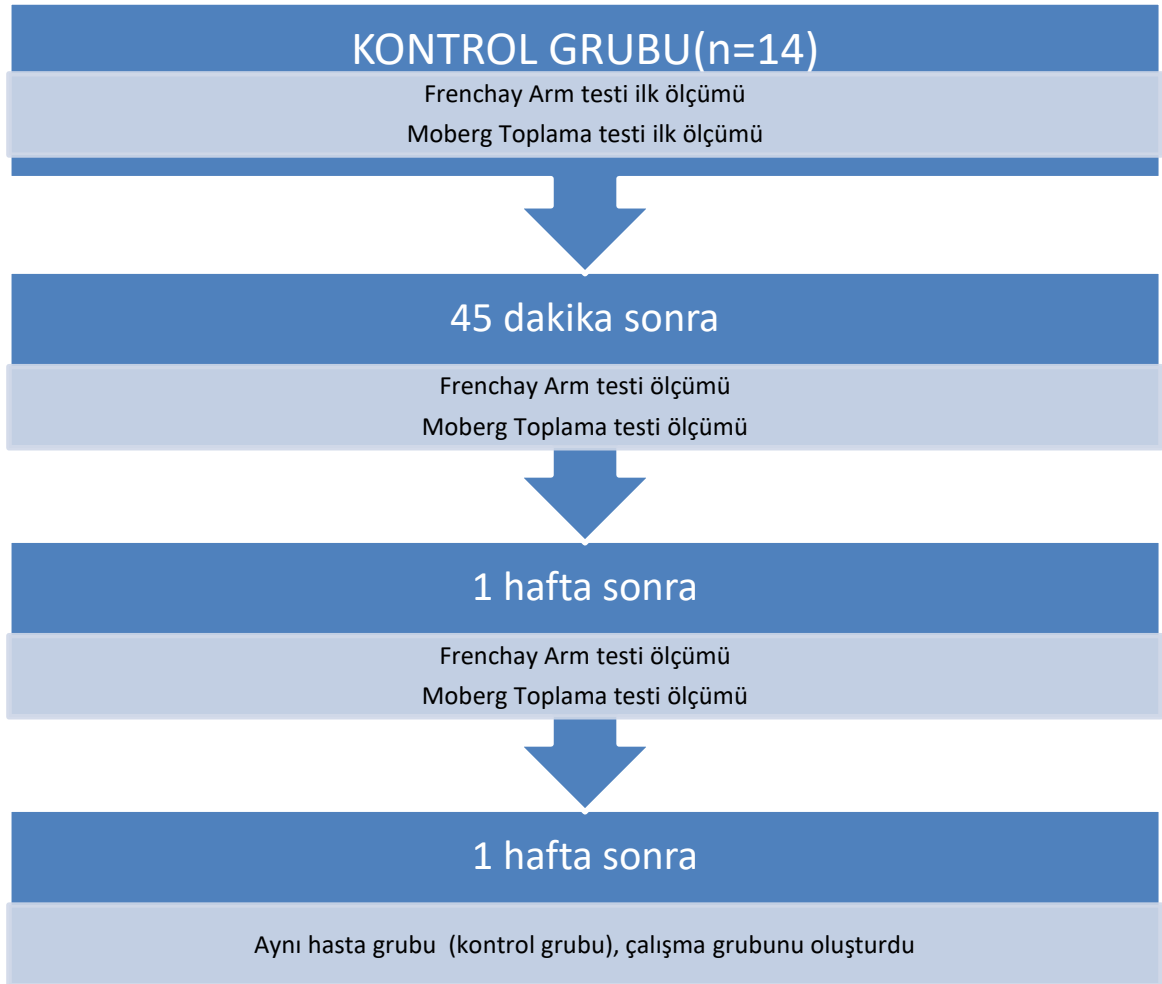 KONTROL GRUBU(n=14)
Frenchay Arm testi ilk ölçümü
Moberg Toplama testi ilk ölçümü
45 dakika sonra
Frenchay Arm testi ölçümü
Moberg Toplama testi ölçümü
1 hafta sonra
Frenchay Arm testi ölçümü
Moberg Toplama testi ölçümü
1 hafta sonra
Aynı hasta grubu (kontrol grubu), çalışma grubunu oluşturdu